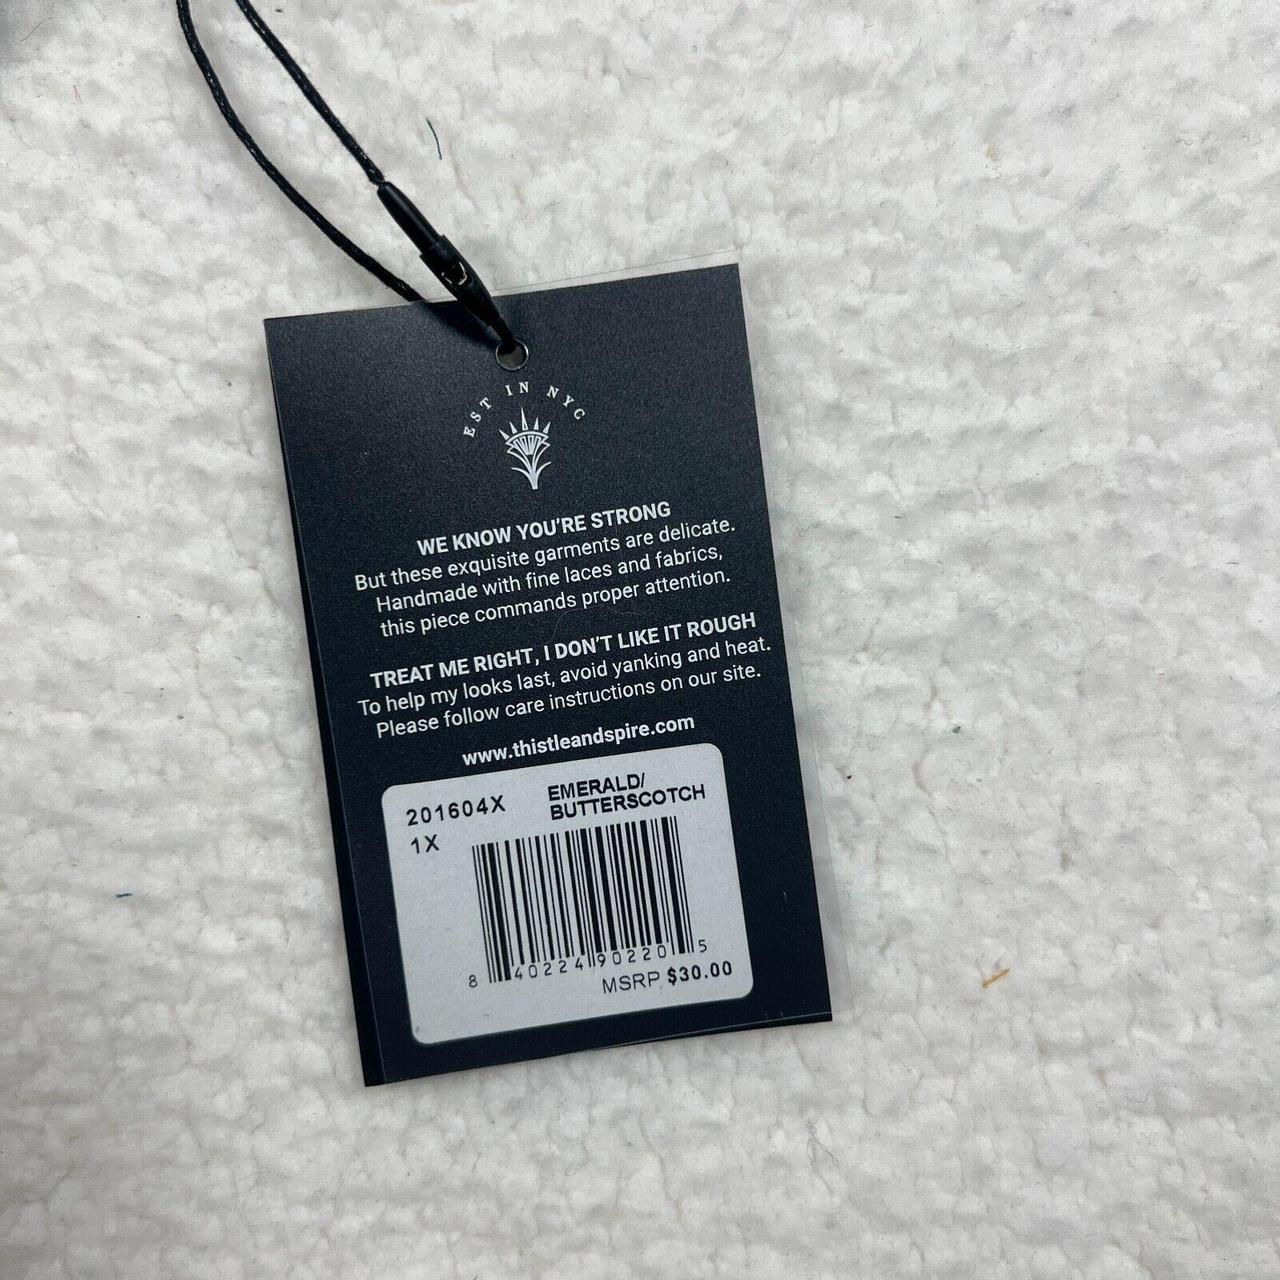 EST IN NYC
WE KNOW YOU'RE STRONG
But these exquisite garments are delicate.
Handmade with fine laces and fabrics,
this piece commands proper attention.
TREAT ME RIGHT, I DON'T LIKE IT ROUGH
To help my looks last, avoid yanking and heat.
Please follow care instructions on our site.
www.thistleandspire.com
201604X
EMERALD/
BUTTERSCOTCH
1X
8 40224 90220 5
MSRP $30.00